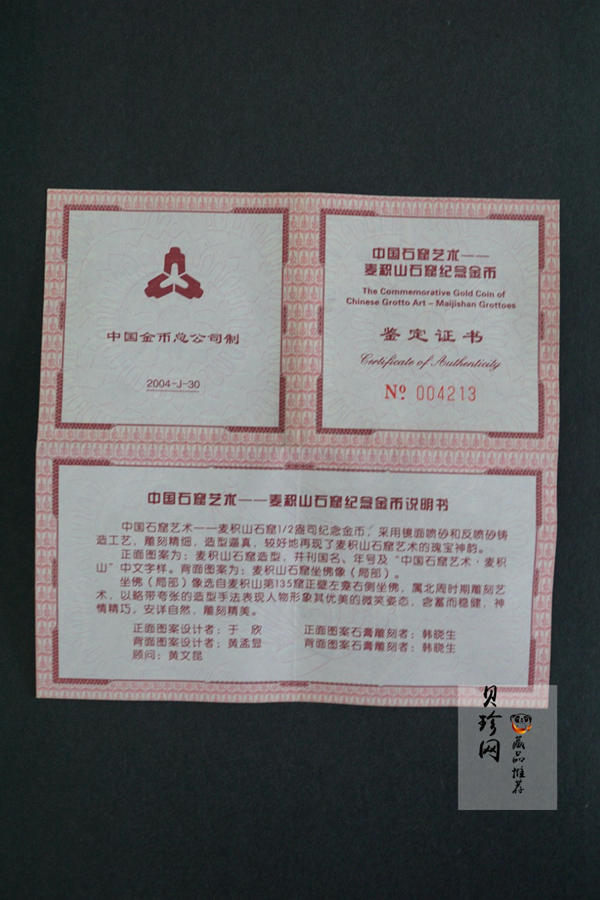 中国金币总公司制
2004-J-30
中国石窟艺术——
麦积山石窟纪念金币
The Commemorative Gold Coin of
Chinese Grotto Art – Maijishan Grottoes
鉴定证书
Certificate of Authenticity
Nº 004213
中国石窟艺术——麦积山石窟纪念金币说明书
中国石窟艺术——麦积山石窟1/2盎司纪念金币，采用镜面喷砂和反喷砂铸
造工艺，雕刻精细，造型逼真，较好地再现了麦积山石窟艺术的瑰宝神韵。
正面图案为：麦积山石窟造型，并刊国名、年号及“中国石窟艺术·麦积
山”中文字样。背面图案为：麦积山石窟坐佛像（局部）。
坐佛（局部）像选自麦积山第135窟正壁左龛右侧坐佛，属北周时期雕刻艺
术，以略带夸张的造型手法表现人物形象其优美的微笑姿态，含蓄而稳健，神
情精巧，安详自然，雕刻精美。
正面图案设计者：于 欣 正面图案石膏雕刻者：韩晓生
背面图案设计者：黄孟显 背面图案石膏雕刻者：韩晓生
顾问：黄文昆
贝珍网
藏品推荐